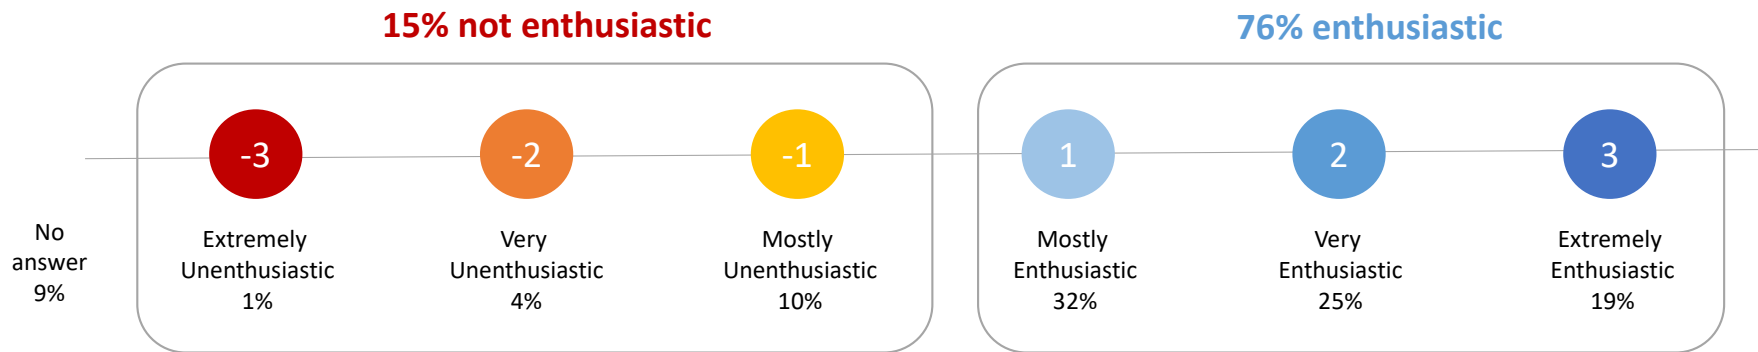 15% not enthusiastic
76% enthusiastic
-3
-2
-1
1
2
3
No
answer
9%
Extremely
Unenthusiastic
1%
Very
Unenthusiastic
4%
Mostly
Unenthusiastic
10%
Mostly
Enthusiastic
32%
Very
Enthusiastic
25%
Extremely
Enthusiastic
19%